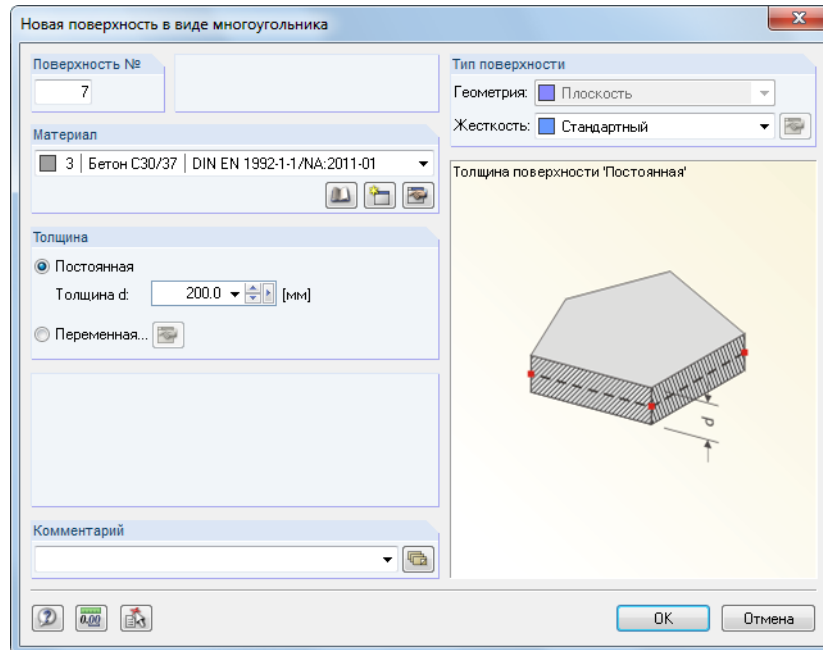 Новая поверхность в виде многоугольника
Поверхность №
7
Материал
3 Бетон C30/37 DIN EN 1992-1-1/NA:2011-01
Толщина
Постоянная
Толщина d: 200.0 [мм]
Переменная...
Комментарий
Тип поверхности
Геометрия: Плоскость
Жесткость: Стандартный
Толщина поверхности 'Постоянная'
d
0.00
OK
Отмена